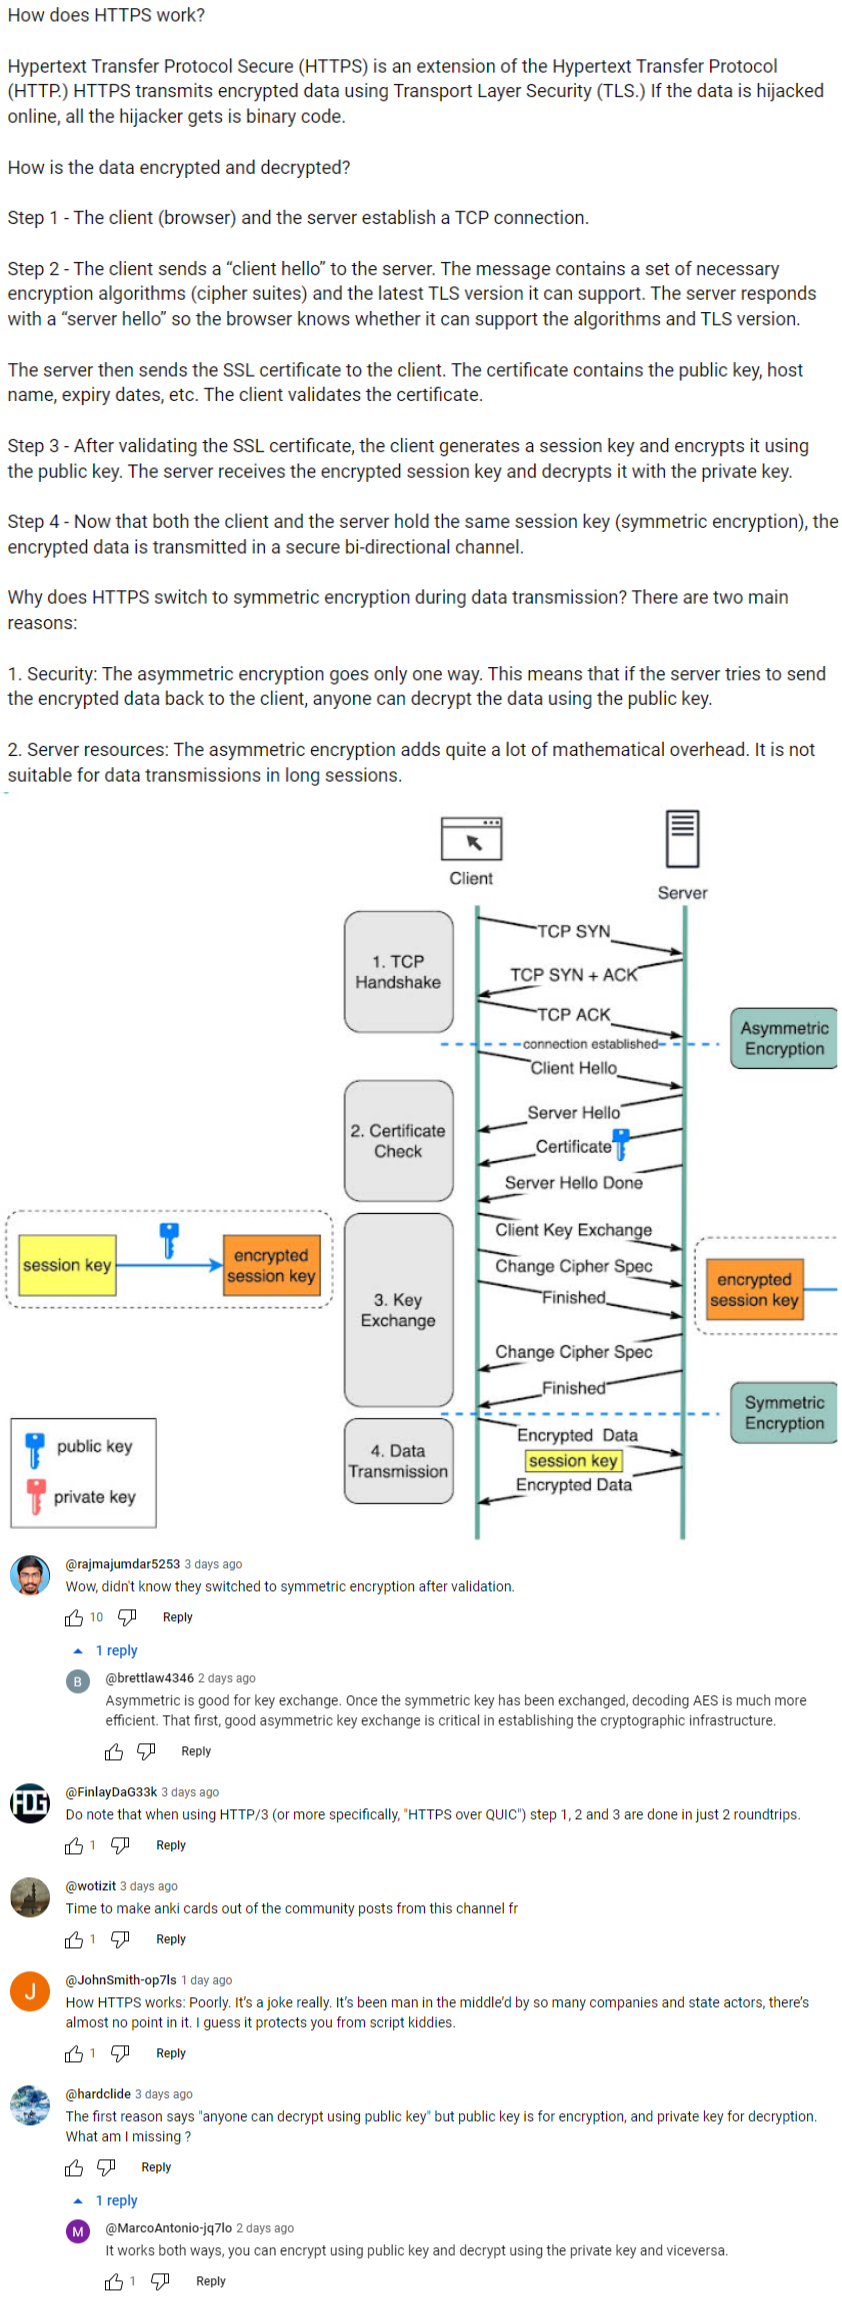 How does HTTPS work?
Hypertext Transfer Protocol Secure (HTTPS) is an extension of the Hypertext Transfer Protocol
(HTTP.) HTTPS transmits encrypted data using Transport Layer Security (TLS.) If the data is hijacked
online, all the hijacker gets is binary code.
How is the data encrypted and decrypted?
Step 1 - The client (browser) and the server establish a TCP connection.
Step 2 - The client sends a “client hello” to the server. The message contains a set of necessary
encryption algorithms (cipher suites) and the latest TLS version it can support. The server responds
with a “server hello” so the browser knows whether it can support the algorithms and TLS version.
The server then sends the SSL certificate to the client. The certificate contains the public key, host
name, expiry dates, etc. The client validates the certificate.
Step 3 - After validating the SSL certificate, the client generates a session key and encrypts it using
the public key. The server receives the encrypted session key and decrypts it with the private key.
Step 4 - Now that both the client and the server hold the same session key (symmetric encryption), the
encrypted data is transmitted in a secure bi-directional channel.
Why does HTTPS switch to symmetric encryption during data transmission? There are two main
reasons:
1. Security: The asymmetric encryption goes only one way. This means that if the server tries to send
the encrypted data back to the client, anyone can decrypt the data using the public key.
2. Server resources: The asymmetric encryption adds quite a lot of mathematical overhead. It is not
suitable for data transmissions in long sessions.
Client
Server
1. TCP
Handshake
TCP SYN
TCP SYN + ACK
TCP ACK
connection established
Asymmetric
Encryption
Client Hello
2. Certificate
Check
Server Hello
Certificate
Server Hello Done
session key
encrypted
session key
3. Key
Exchange
Client Key Exchange
Change Cipher Spec
Finished
encrypted
session key
Change Cipher Spec
Finished
Symmetric
Encryption
public key
private key
4. Data
Transmission
Encrypted Data
session key
Encrypted Data
@rajmajumdar5253 3 days ago
Wow, didn't know they switched to symmetric encryption after validation.
10 Reply
1 reply
B
@brettlaw4346 2 days ago
Asymmetric is good for key exchange. Once the symmetric key has been exchanged, decoding AES is much more
efficient. That first, good asymmetric key exchange is critical in establishing the cryptographic infrastructure.
Reply
FDG
@FinlayDaG33k 3 days ago
Do note that when using HTTP/3 (or more specifically, "HTTPS over QUIC") step 1, 2 and 3 are done in just 2 roundtrips.
1 Reply
@wotizit 3 days ago
Time to make anki cards out of the community posts from this channel fr
1 Reply
J
@JohnSmith-op7ls 1 day ago
How HTTPS works: Poorly. It’s a joke really. It’s been man in the middle’d by so many companies and state actors, there’s
almost no point in it. I guess it protects you from script kiddies.
1 Reply
@hardclide 3 days ago
The first reason says "anyone can decrypt using public key" but public key is for encryption, and private key for decryption.
What am I missing ?
Reply
1 reply
M
@MarcoAntonio-jq7lo 2 days ago
It works both ways, you can encrypt using public key and decrypt using the private key and viceversa.
1 Reply